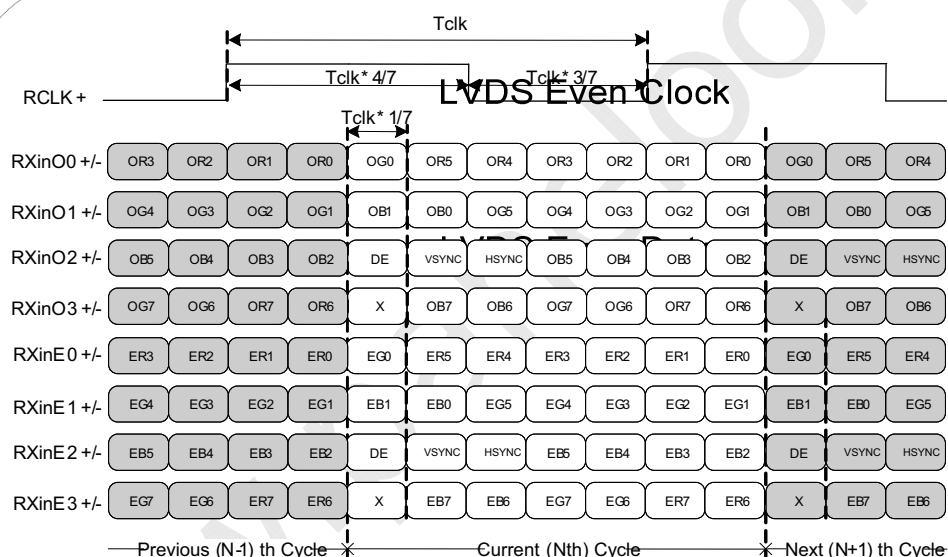 Tclk
Tclk* 4/7 Tclk* 3/7
RCLK + LVDS Even Clock
Tclk* 1/7
RXinO0 +/- OR3 OR2 OR1 OR0 OG0 OR5 OR4 OR3 OR2 OR1 OR0 OG0 OR5 OR4
RXinO1 +/- OG4 OG3 OG2 OG1 OB1 OB0 OG5 OG4 OG3 OG2 OG1 OB1 OB0 OG5
RXinO2 +/- OB5 OB4 OB3 OB2 DE VSYNC HSYNC OB5 OB4 OB3 OB2 DE VSYNC HSYNC
RXinO3 +/- OG7 OG6 OR7 OR6 X OB7 OB6 OG7 OG6 OR7 OR6 X OB7 OB6
RXinE0 +/- ER3 ER2 ER1 ER0 EG0 ER5 ER4 ER3 ER2 ER1 ER0 EG0 ER5 ER4
RXinE1 +/- EG4 EG3 EG2 EG1 EB1 EB0 EG5 EG4 EG3 EG2 EG1 EB1 EB0 EG5
RXinE2 +/- EB5 EB4 EB3 EB2 DE VSYNC HSYNC EB5 EB4 EB3 EB2 DE VSYNC HSYNC
RXinE3 +/- EG7 EG6 ER7 ER6 X EB7 EB6 EG7 EG6 ER7 ER6 X EB7 EB6
Previous (N-1) th Cycle Current (Nth) Cycle Next (N+1) th Cycle